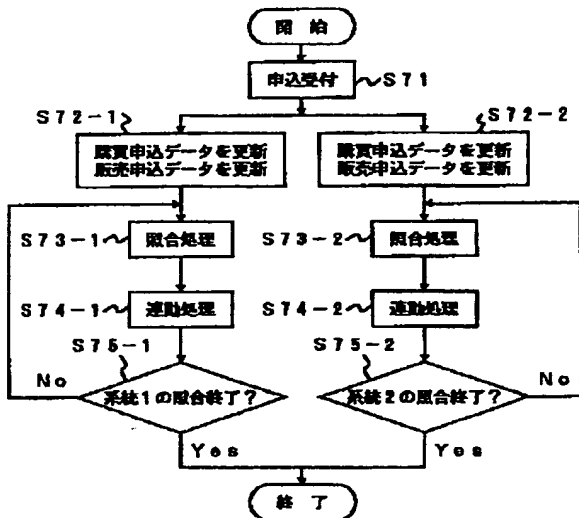 開 始
申込受付
S71
S72-1
S72-2
購買申込データを更新
販売申込データを更新
購買申込データを更新
販売申込データを更新
S73-1
照合処理
S73-2
照合処理
S74-1
連動処理
S74-2
連動処理
S75-1
S75-2
No
系統1の照合終了?
系統2の照合終了?
No
Yes
Yes
終 了